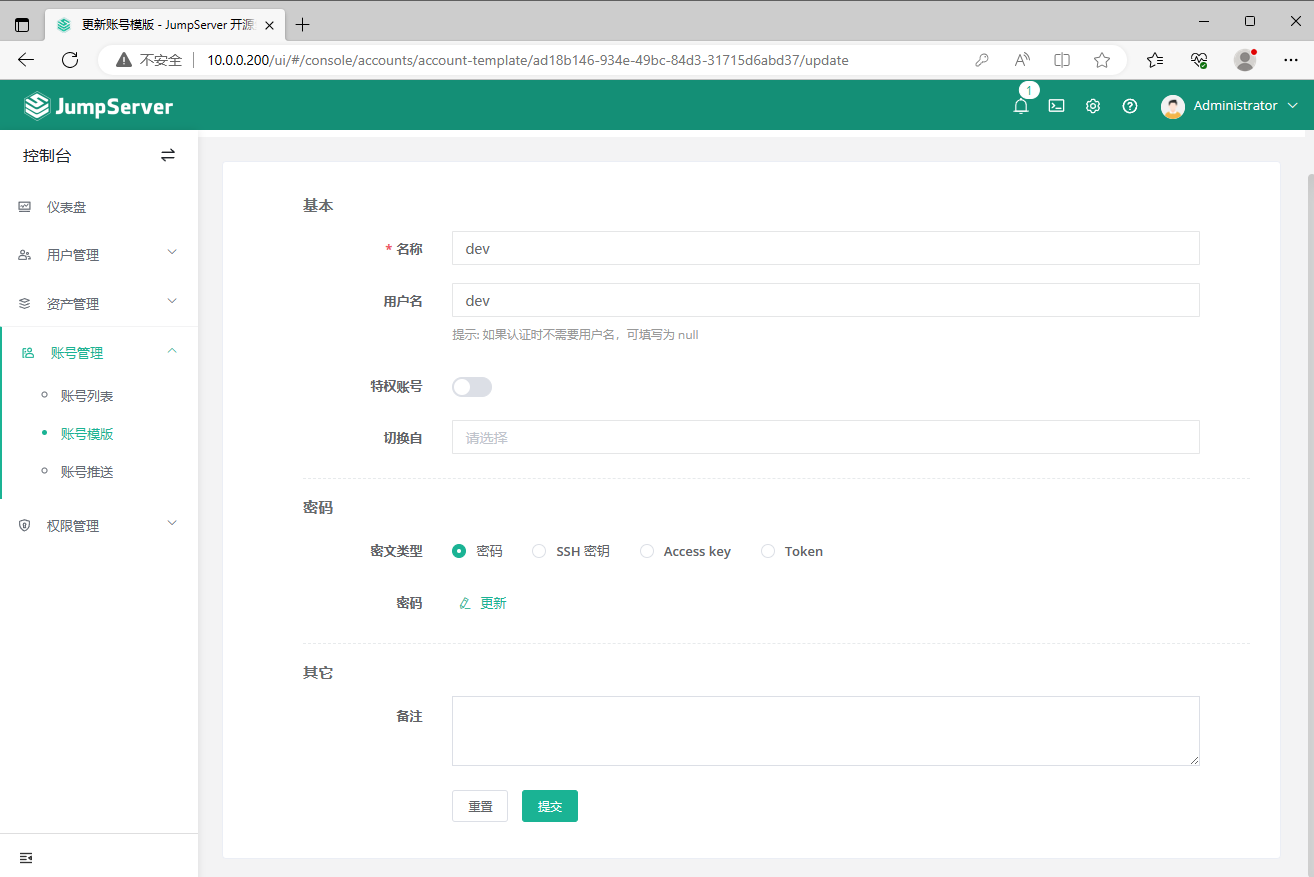 更新账号模版 - JumpServer 开源
不安全
10.0.0.200/ui/#/console/accounts/account-template/ad18b146-934e-49bc-84d3-31715d6abd37/update
JumpServer
1
Administrator
控制台
仪表盘
用户管理
资产管理
账号管理
账号列表
账号模版
账号推送
权限管理
基本
* 名称
dev
用户名
dev
提示: 如果认证时不需要用户名，可填写为 null
特权账号
切换自
请选择
密码
密文类型
密码
SSH 密钥
Access key
Token
密码
更新
其它
备注
重置
提交